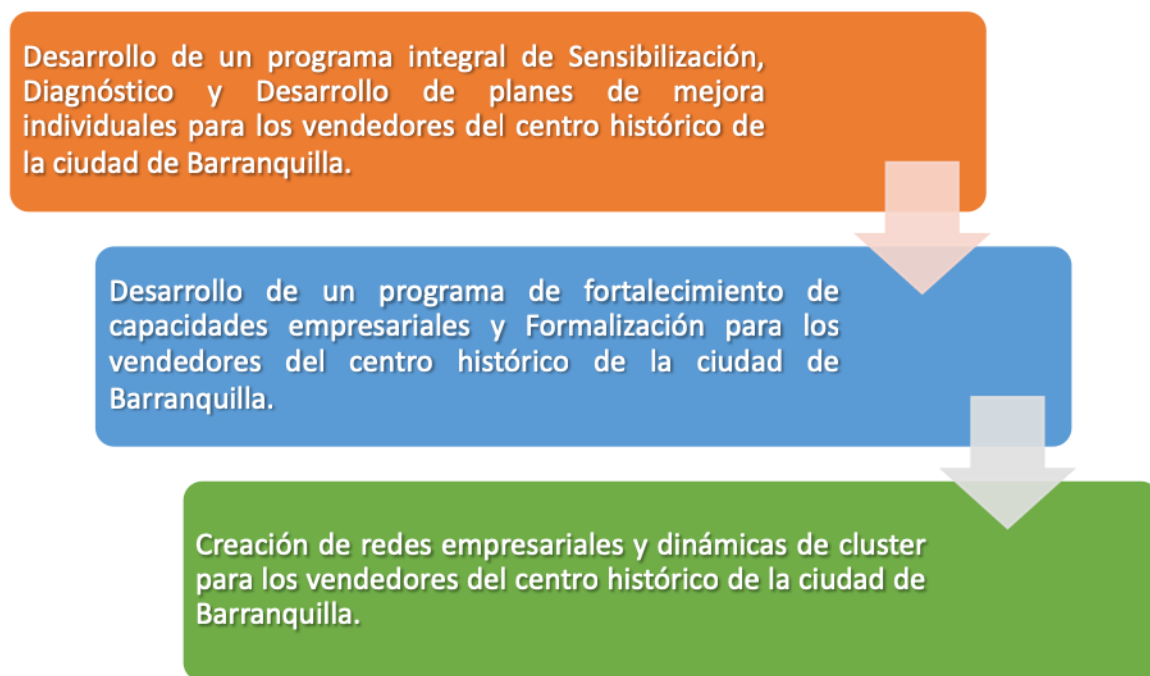 Desarrollo de un programa integral de Sensibilización,
Diagnóstico y Desarrollo de planes de mejora
individuales para los vendedores del centro histórico de
la ciudad de Barranquilla.
Desarrollo de un programa de fortalecimiento de
capacidades empresariales y Formalización para los
vendedores del centro histórico de la ciudad de
Barranquilla.
Creación de redes empresariales y dinámicas de cluster
para los vendedores del centro histórico de la ciudad de
Barranquilla.